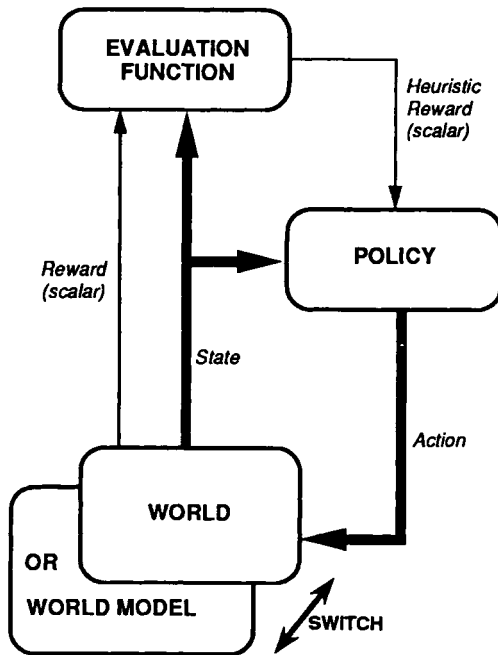 EVALUATION
FUNCTION
Heuristic
Reward
(scalar)
POLICY
Reward
(scalar)
State
Action
WORLD
OR
WORLD MODEL
SWITCH